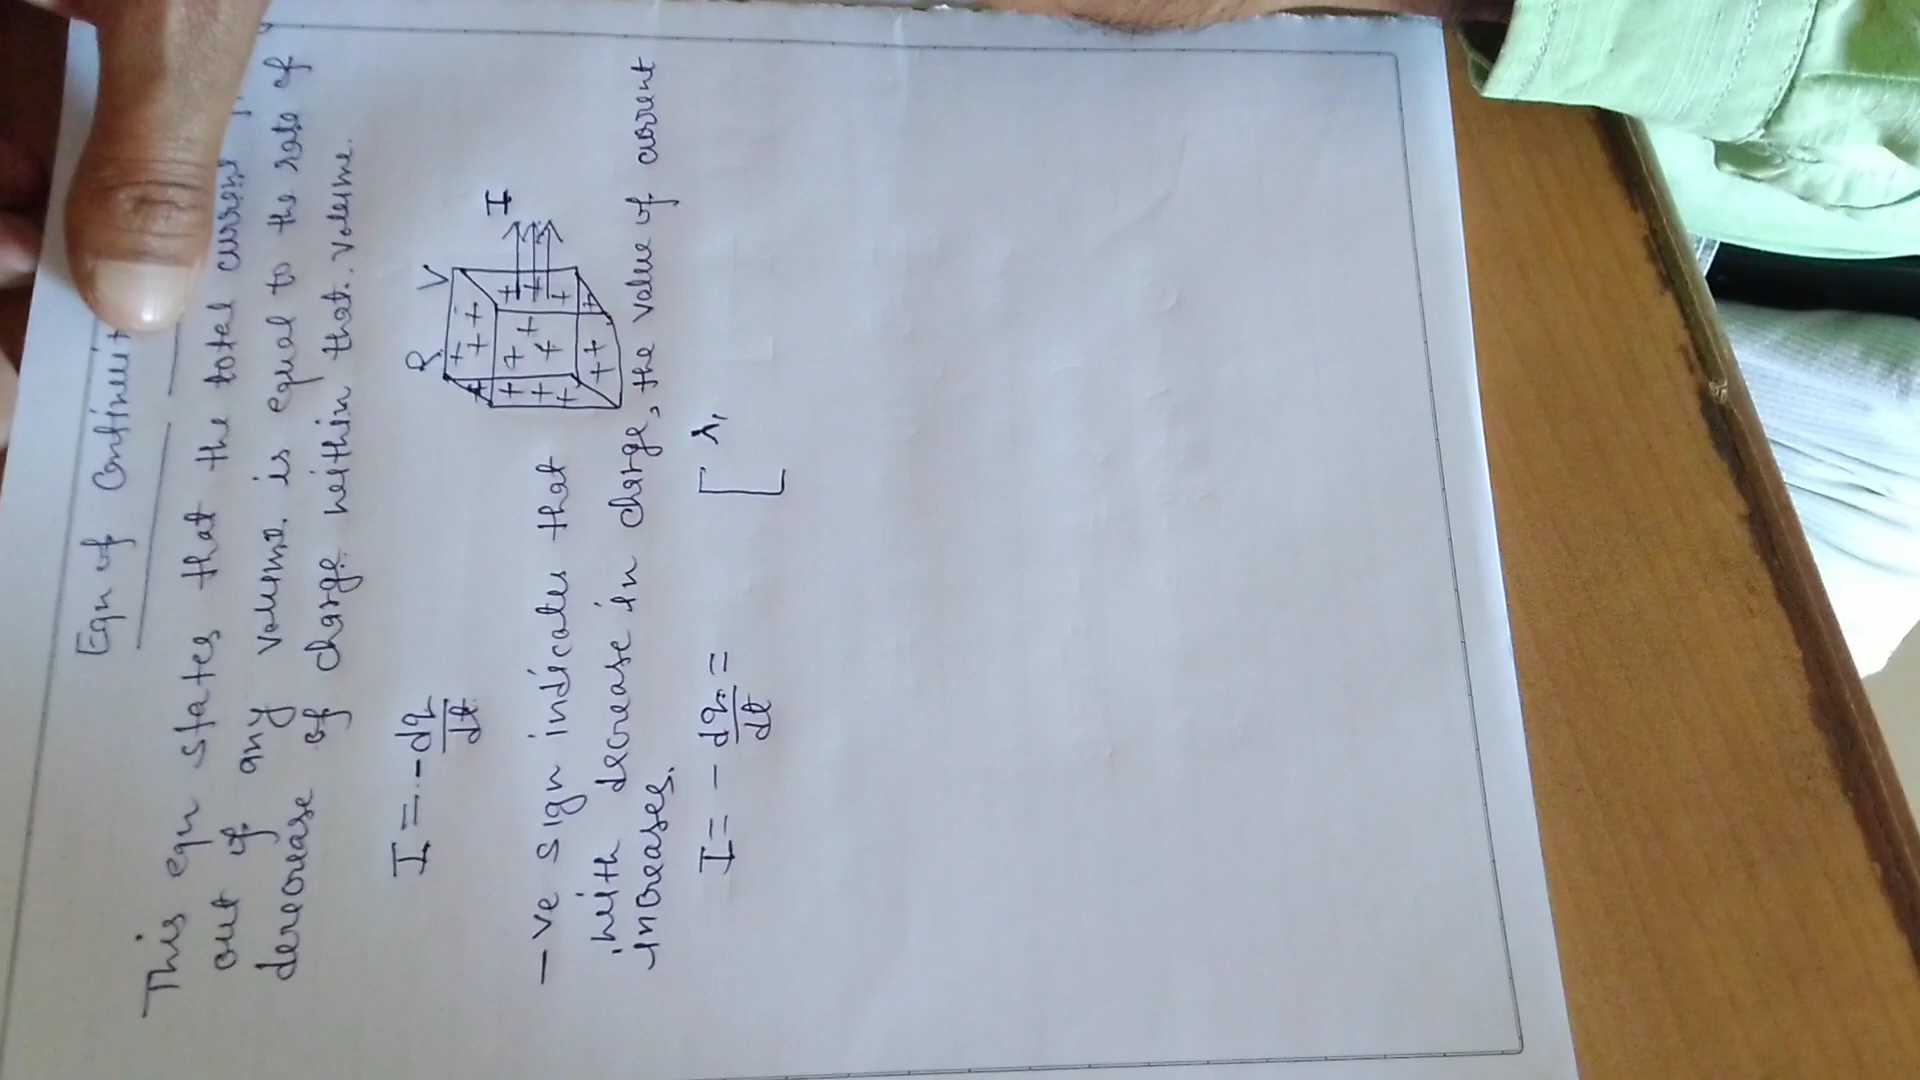 Eqn of Continuit
This eqn states that the total current
out of any volume is equal to the rate of
derecrease of charge within that. volume.
I = - dq/dt
Q V
+ + + + + + + + + + + + + + + + + + +
I
-ve sign indicates that
with decrease in charge, the value of current
increases.
I = - dq/dt = [ λ,